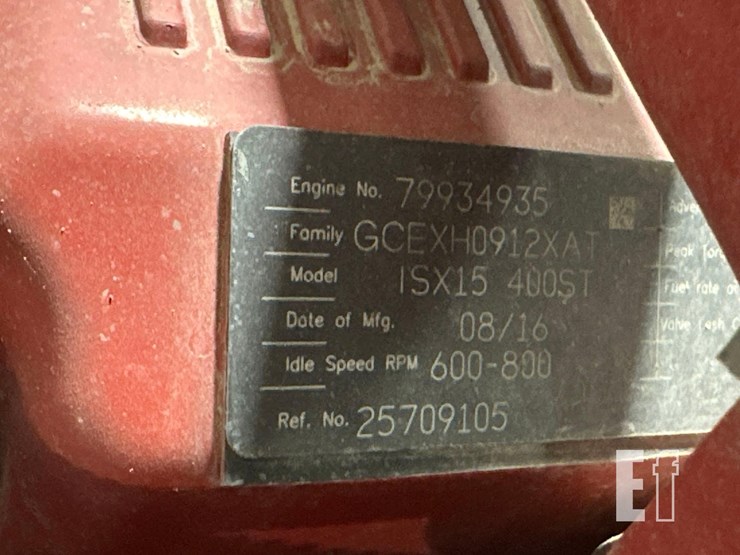 Engine No. 79934935
Family GCEXH0912XAT
Model ISX15 400ST
Date of Mfg. 08/16
Idle Speed RPM 600-800
Ref. No. 25709105
Peak
Fuel rate
Valve Lash
Ef